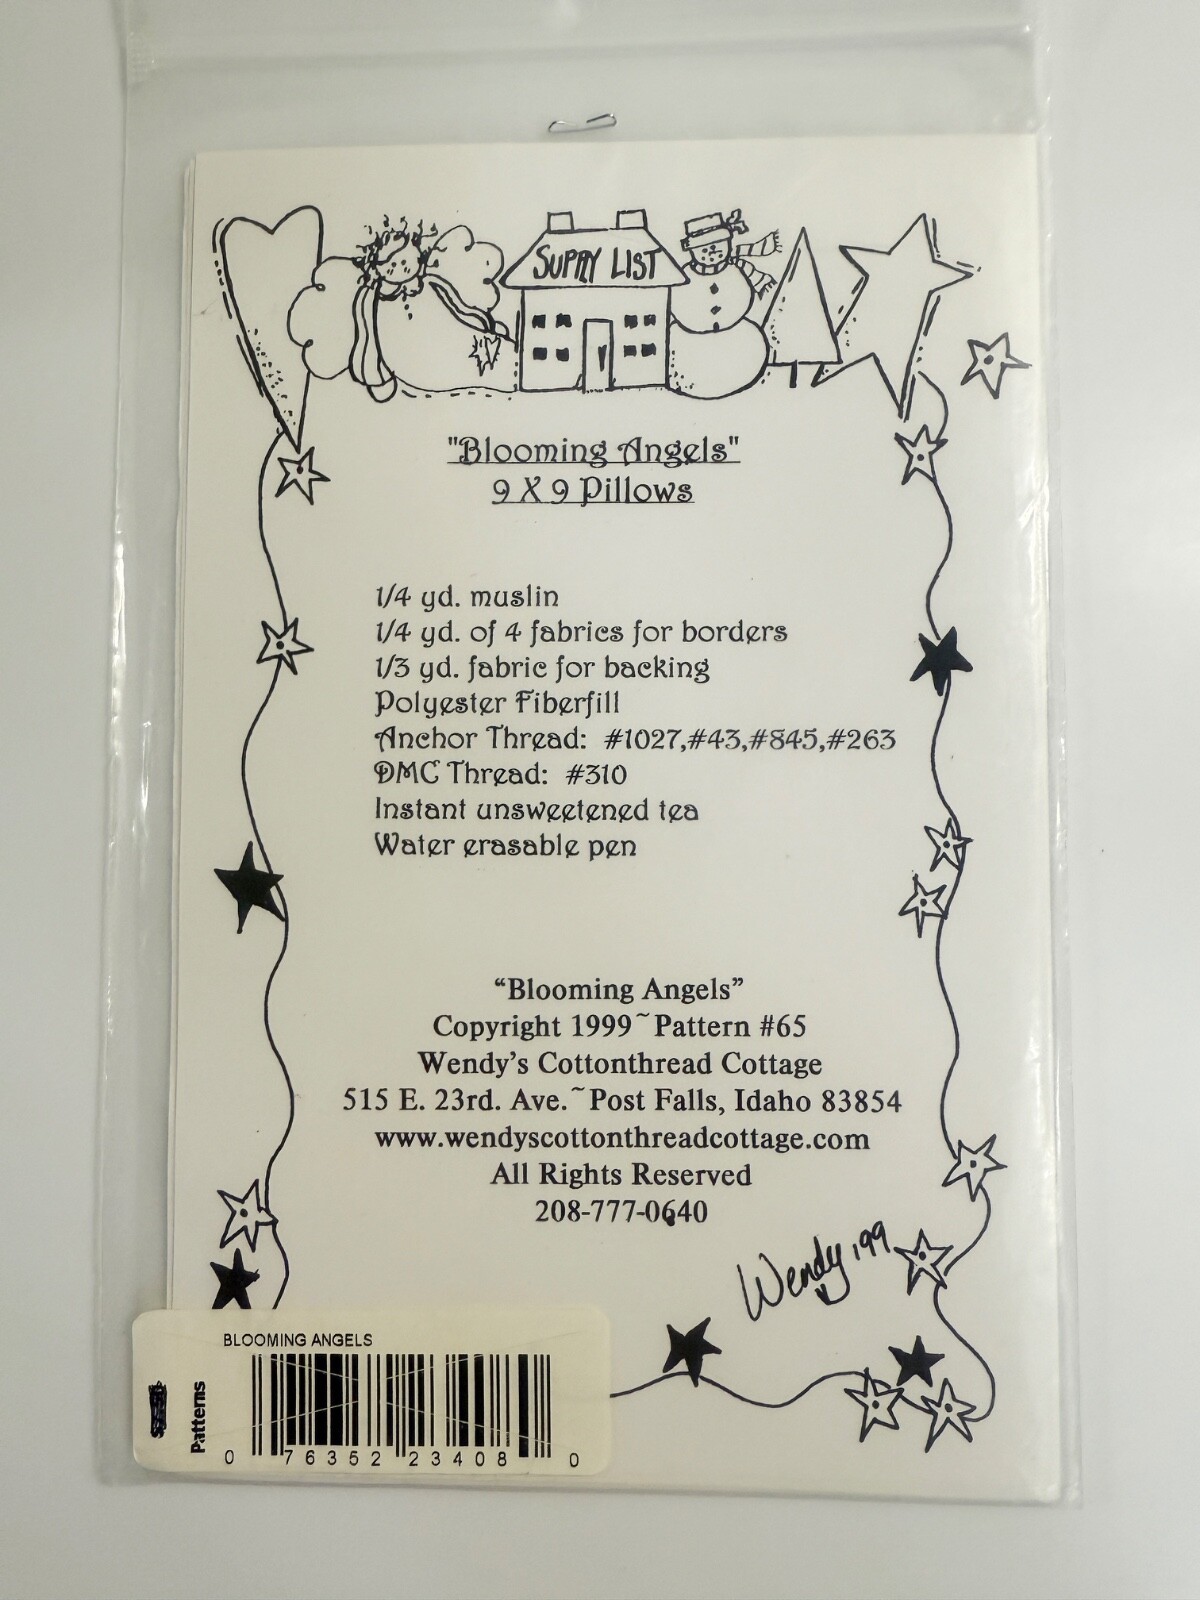 SUPPLY LIST
"Blooming Angels"
9 X 9 Pillows
1/4 yd. muslin
1/4 yd. of 4 fabrics for borders
1/3 yd. fabric for backing
Polyester Fiberfill
Anchor Thread: #1027,#43,#845,#263
DMC Thread: #310
Instant unsweetened tea
Water erasable pen
“Blooming Angels”
Copyright 1999~Pattern #65
Wendy’s Cottonthread Cottage
515 E. 23rd. Ave.~Post Falls, Idaho 83854
www.wendyscottonthreadcottage.com
All Rights Reserved
208-777-0640
Wendy '99
BLOOMING ANGELS
Patterns
0 76352 23408 0